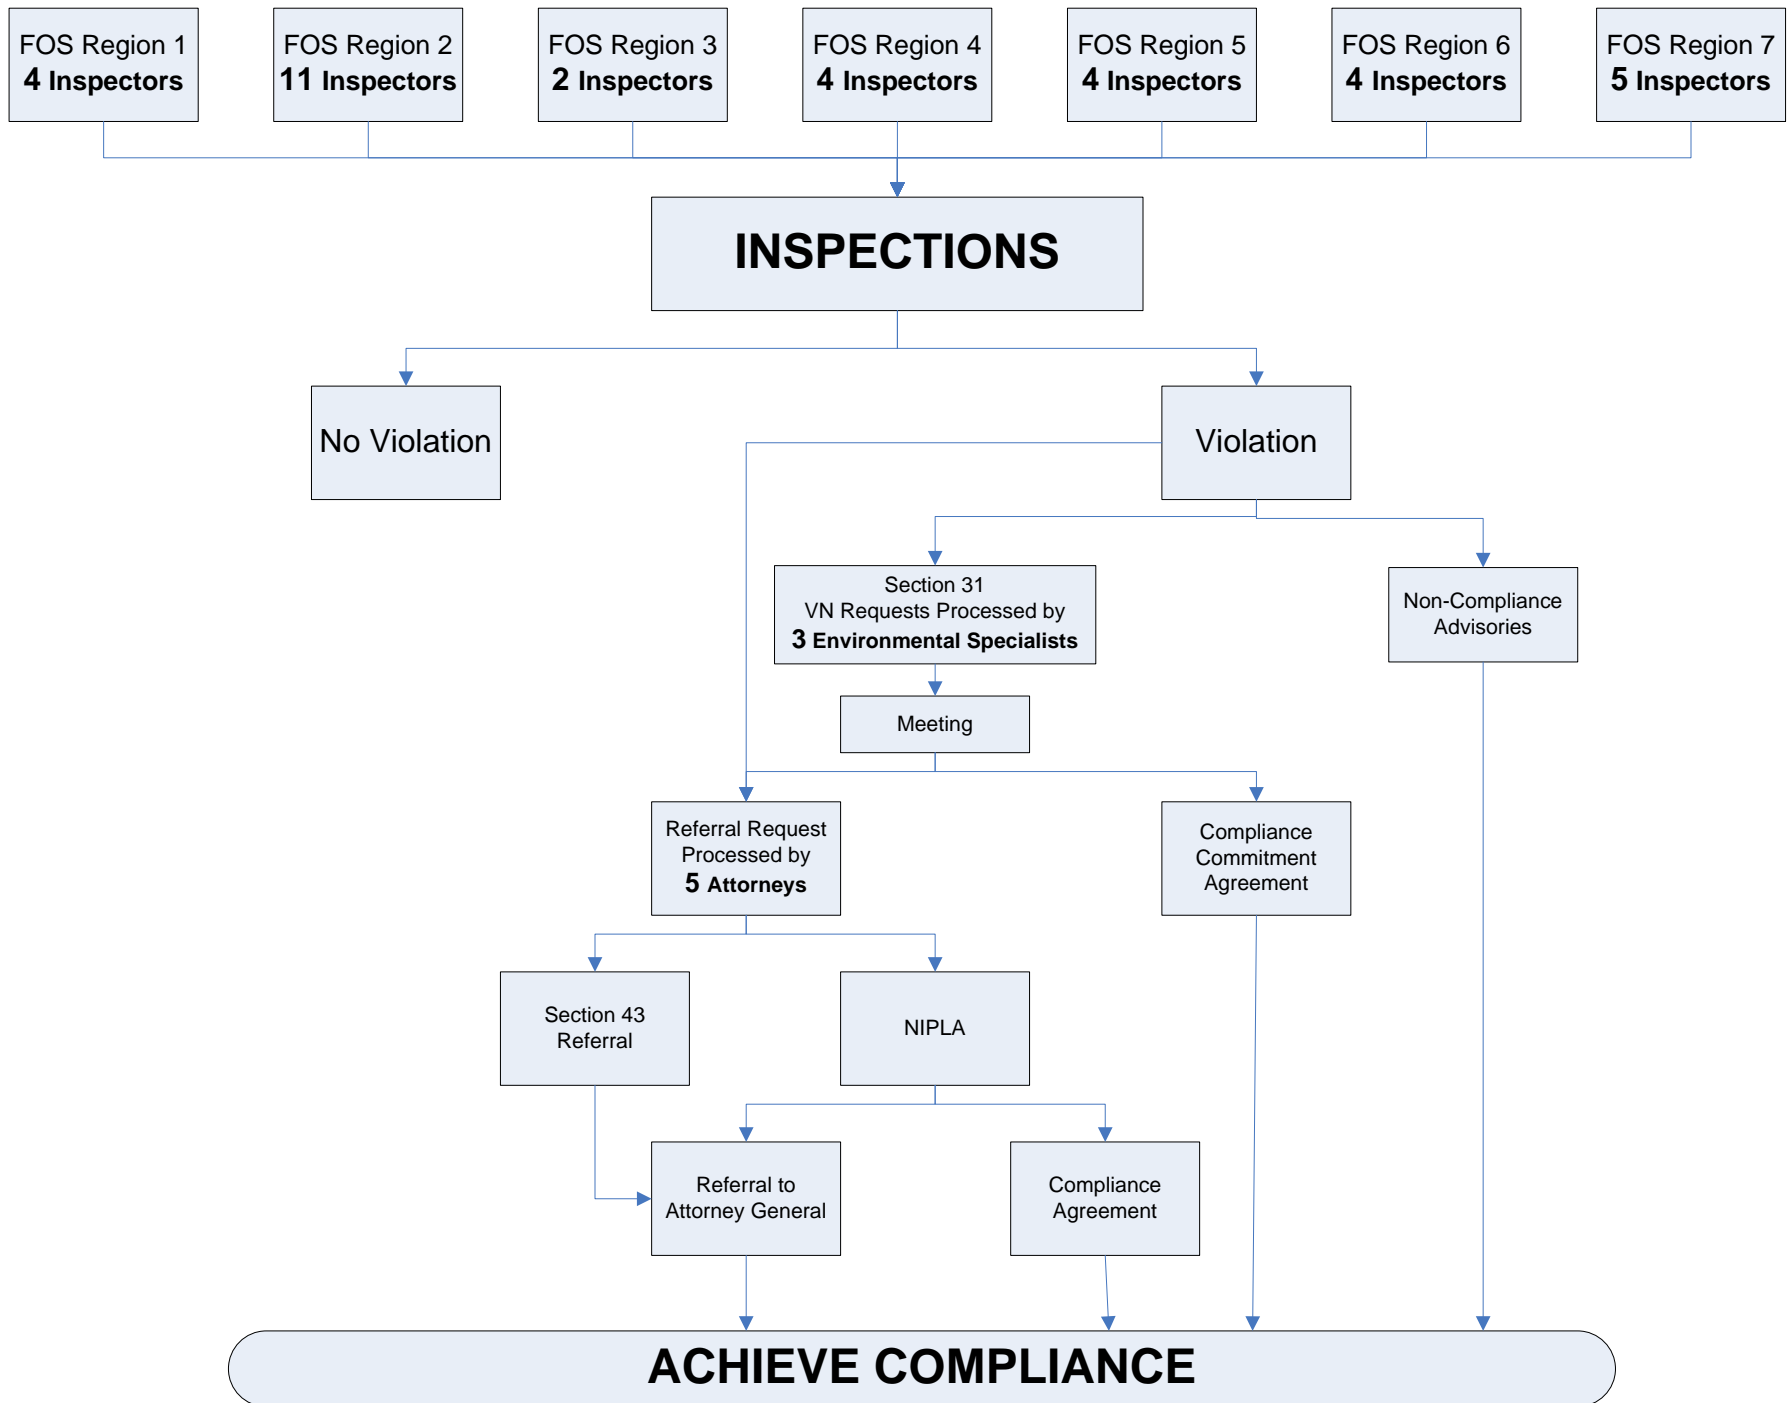 FOS Region 1
4 Inspectors
FOS Region 2
11 Inspectors
FOS Region 3
2 Inspectors
FOS Region 4
4 Inspectors
FOS Region 5
4 Inspectors
FOS Region 6
4 Inspectors
FOS Region 7
5 Inspectors
INSPECTIONS
No Violation
Violation
Section 31
VN Requests Processed by
3 Environmental Specialists
Non-Compliance
Advisories
Meeting
Referral Request
Processed by
5 Attorneys
Compliance
Commitment
Agreement
Section 43
Referral
NIPLA
Referral to
Attorney General
Compliance
Agreement
ACHIEVE COMPLIANCE